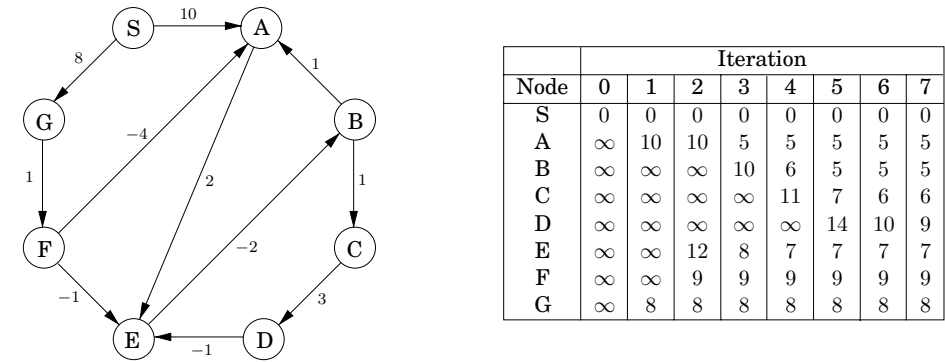 10
S
A
8
1
G
B
−4
1
2
1
F
−2
C
−1
3
E
D
−1
Iteration
Node 0 1 2 3 4 5 6 7
S 0 0 0 0 0 0 0 0
A ∞ 10 10 5 5 5 5 5
B ∞ ∞ ∞ 10 6 5 5 5
C ∞ ∞ ∞ ∞ 11 7 6 6
D ∞ ∞ ∞ ∞ ∞ 14 10 9
E ∞ ∞ 12 8 7 7 7 7
F ∞ ∞ 9 9 9 9 9 9
G ∞ 8 8 8 8 8 8 8